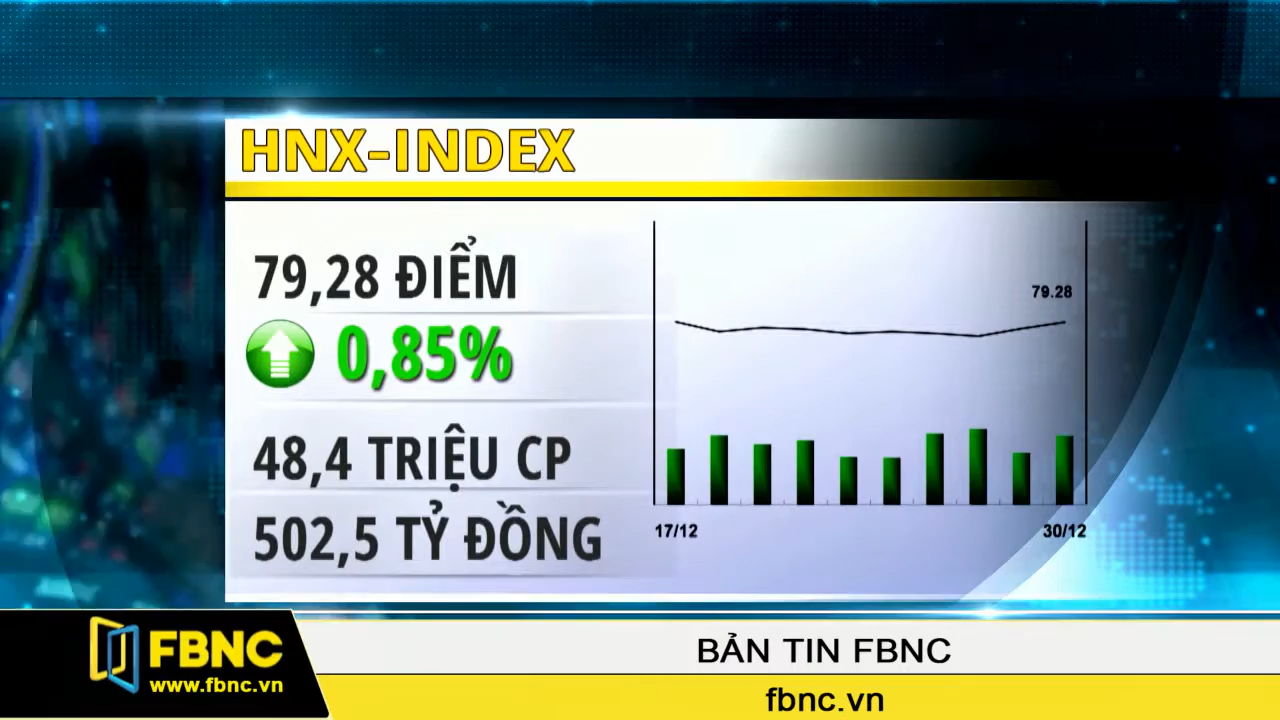 HNX-INDEX
79,28 ĐIỂM
0,85%
48,4 TRIỆU CP
502,5 TỶ ĐỒNG
79.28
17/12
30/12
FBNC
www.fbnc.vn
BẢN TIN FBNC
fbnc.vn